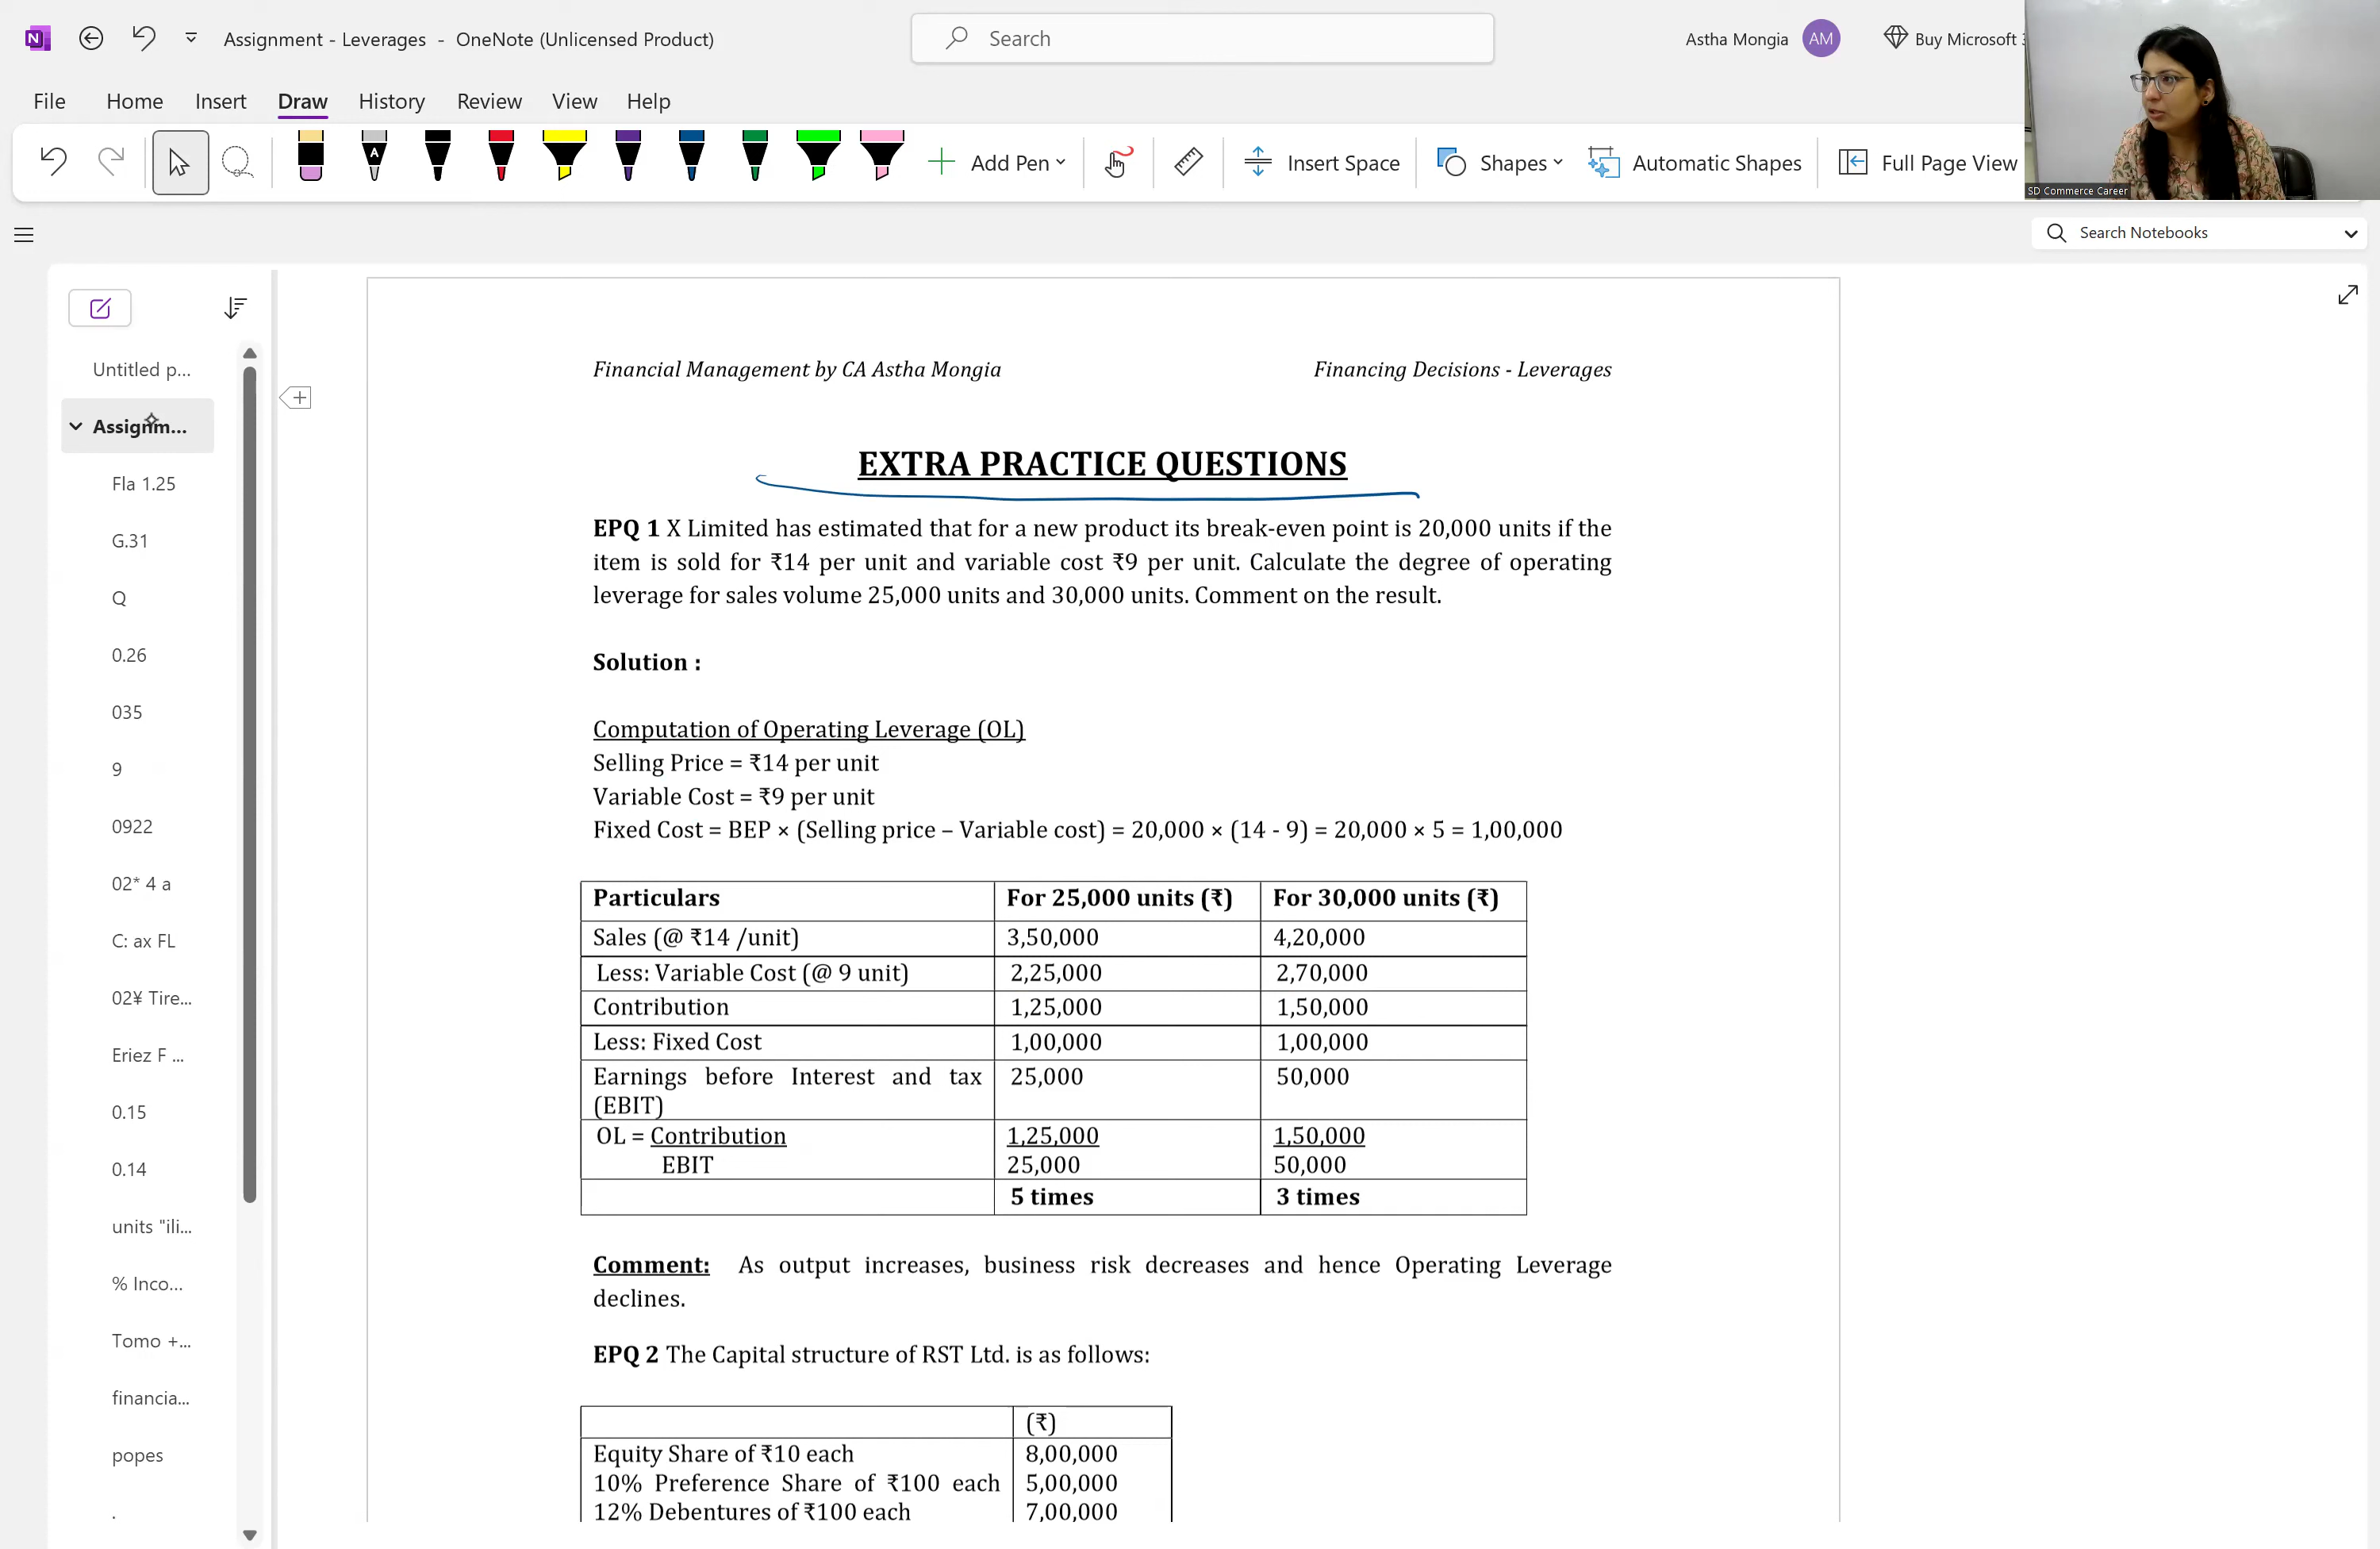 Assignment - Leverages - OneNote (Unlicensed Product)
Search
Astha Mongia AM
Buy Microsoft
File Home Insert Draw History Review View Help
Add Pen
Insert Space
Shapes
Automatic Shapes
Full Page View
SD Commerce Career
Search Notebooks
Untitled p...
Assignm...
Fla 1.25
G.31
Q
0.26
035
9
0922
02* 4 a
C: ax FL
02¥ Tire...
Eriez F ...
0.15
0.14
units "ili...
% Inco...
Tomo +...
financia...
popes
.
Financial Management by CA Astha Mongia Financing Decisions - Leverages
EXTRA PRACTICE QUESTIONS
EPQ 1 X Limited has estimated that for a new product its break-even point is 20,000 units if the
item is sold for ₹14 per unit and variable cost ₹9 per unit. Calculate the degree of operating
leverage for sales volume 25,000 units and 30,000 units. Comment on the result.
Solution :
Computation of Operating Leverage (OL)
Selling Price = ₹14 per unit
Variable Cost = ₹9 per unit
Fixed Cost = BEP × (Selling price – Variable cost) = 20,000 × (14 - 9) = 20,000 × 5 = 1,00,000
Particulars For 25,000 units (₹) For 30,000 units (₹)
Sales (@ ₹14 /unit) 3,50,000 4,20,000
Less: Variable Cost (@ 9 unit) 2,25,000 2,70,000
Contribution 1,25,000 1,50,000
Less: Fixed Cost 1,00,000 1,00,000
Earnings before Interest and tax 25,000 50,000
(EBIT)
OL = Contribution 1,25,000 1,50,000
EBIT 25,000 50,000
5 times 3 times
Comment: As output increases, business risk decreases and hence Operating Leverage
declines.
EPQ 2 The Capital structure of RST Ltd. is as follows:
(₹)
Equity Share of ₹10 each 8,00,000
10% Preference Share of ₹100 each 5,00,000
12% Debentures of ₹100 each 7,00,000